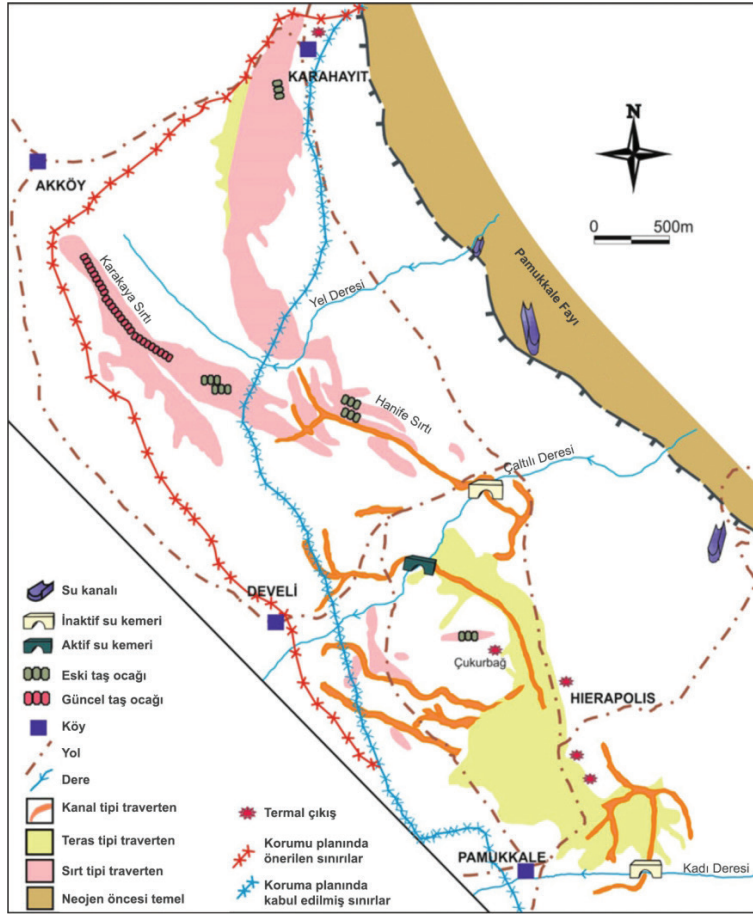 KARAHAYIT
AKKÖY
N
0 500m
Pamukkale Fayı
Karakaya Sırtı
Yel Deresi
Hanife Sırtı
Çaltılı Deresi
DEVELİ
Çukurbağ
HIERAPOLIS
PAMUKKALE
Kadı Deresi
Su kanalı
İnaktif su kemeri
Aktif su kemeri
Eski taş ocağı
Güncel taş ocağı
Köy
Yol
Dere
Kanal tipi traverten
Teras tipi traverten
Sırt tipi traverten
Neojen öncesi temel
Termal çıkış
Korumu planında
önerilen sınırlar
Koruma planında
kabul edilmiş sınırlar